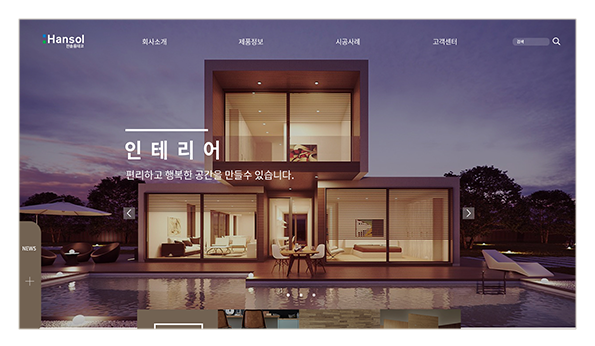 Hansol
한솔홈데코
회사소개
제품정보
시공사례
고객센터
검색
인테리어
편리하고 행복한 공간을 만들수 있습니다.
NEWS